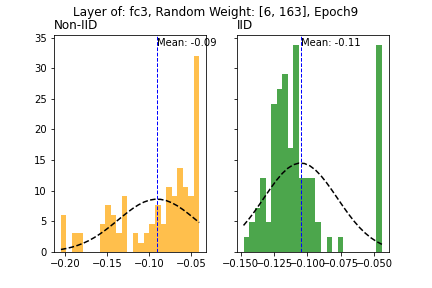 Layer of: fc3, Random Weight: [6, 163], Epoch9
Non-IID
IID
Mean: -0.09
Mean: -0.11
35
30
25
20
15
10
5
0
−0.20 −0.15 −0.10 −0.05
−0.150 −0.125 −0.100 −0.075 −0.050